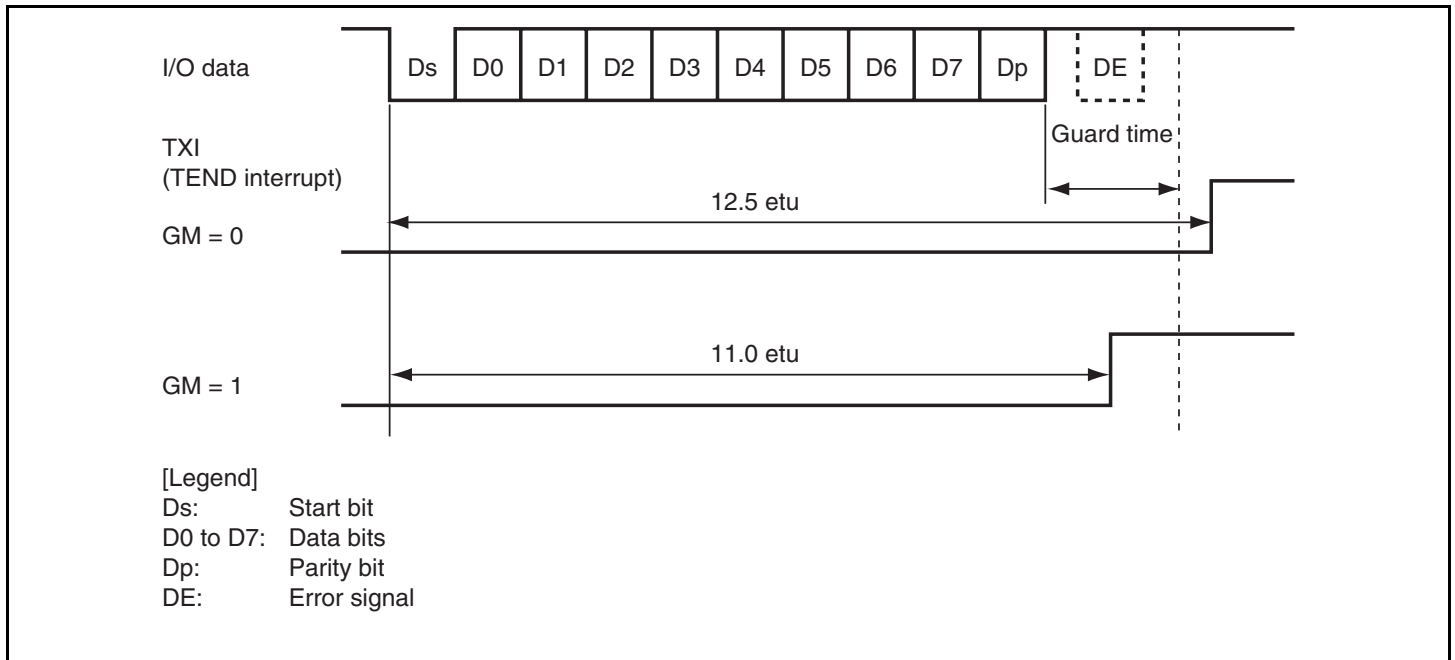 I/O data
Ds D0 D1 D2 D3 D4 D5 D6 D7 Dp DE
Guard time
TXI
(TEND interrupt)
12.5 etu
GM = 0
11.0 etu
GM = 1
[Legend]
Ds: Start bit
D0 to D7: Data bits
Dp: Parity bit
DE: Error signal